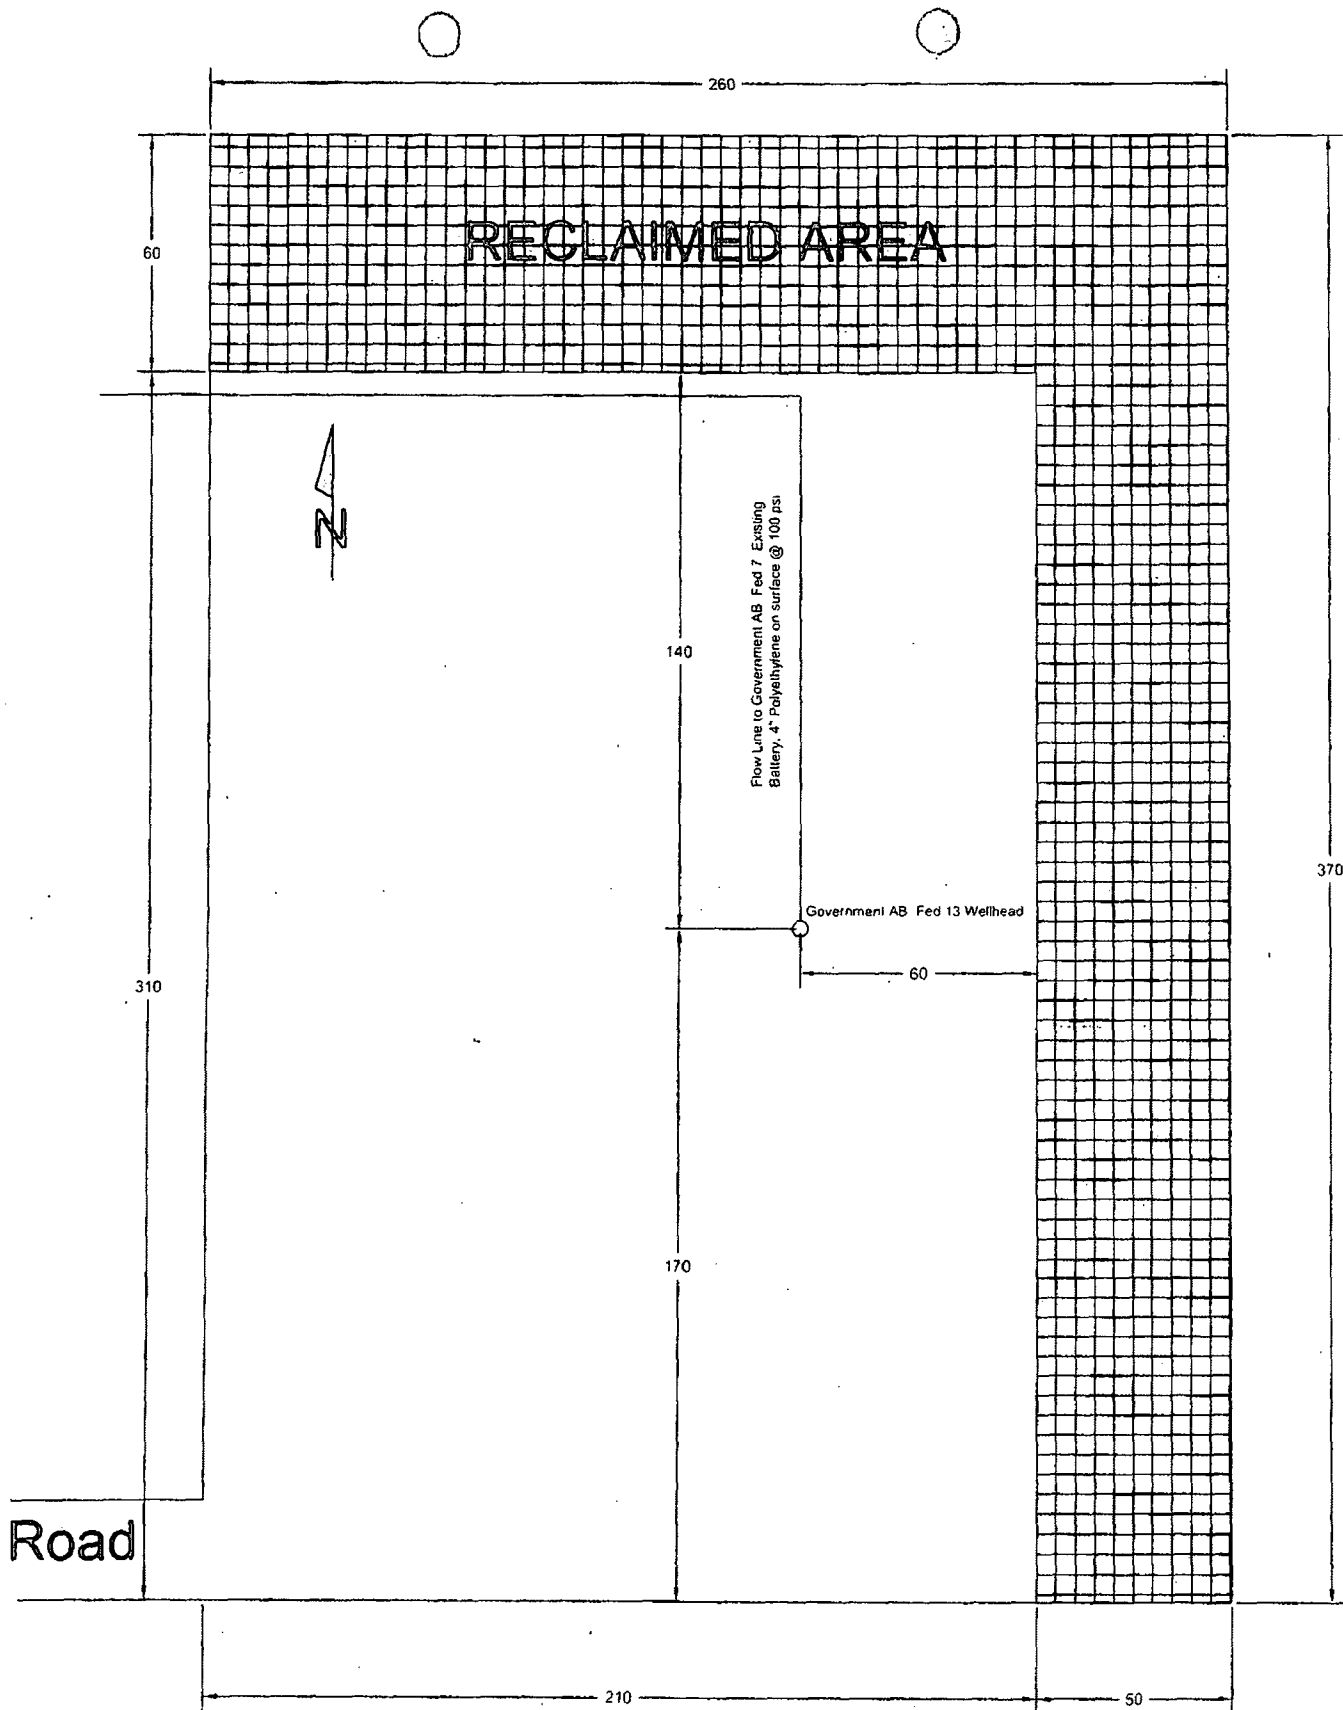 260
RECLAIMED AREA
60
N
Flow Line to Government AB Fed 7 Existing
Battery, 4" Polyethylene on surface @ 100 psi
140
370
Government AB Fed 13 Wellhead
60
310
170
Road
210
50